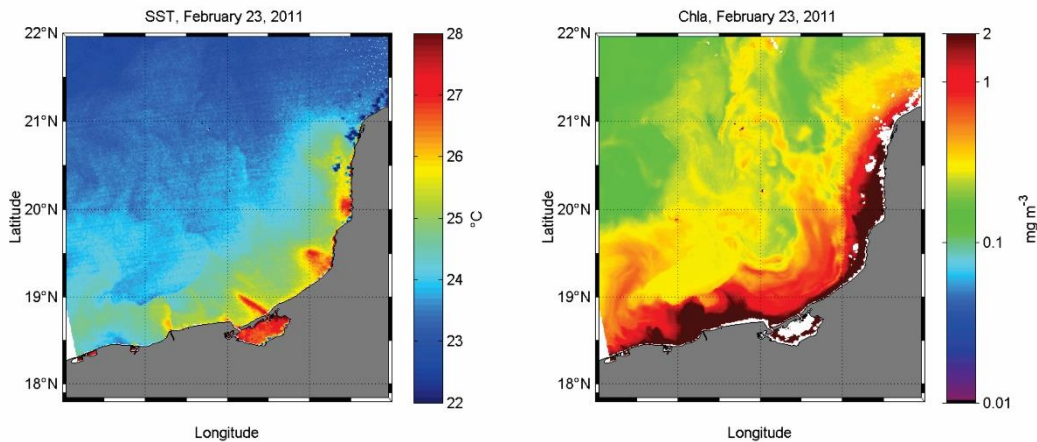 SST, February 23, 2011
22°N
21°N
20°N
19°N
18°N
Latitude
Longitude
28
27
26
25
24
23
22
°C
Chla, February 23, 2011
22°N
21°N
20°N
19°N
18°N
Latitude
Longitude
2
1
0.1
0.01
mg m-3